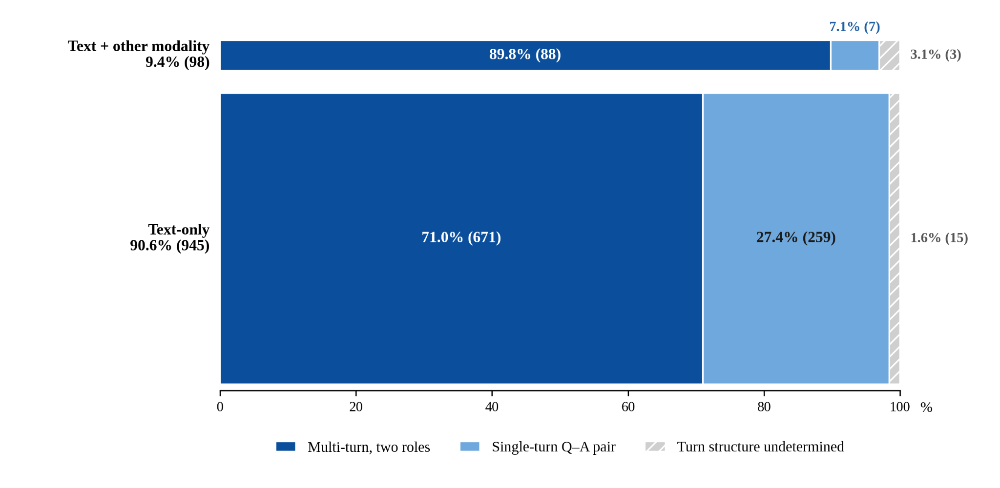 7.1% (7)
Text + other modality
9.4% (98)
89.8% (88)
3.1% (3)
Text-only
90.6% (945)
71.0% (671)
27.4% (259)
1.6% (15)
0 20 40 60 80 100 %
Multi-turn, two roles
Single-turn Q–A pair
Turn structure undetermined